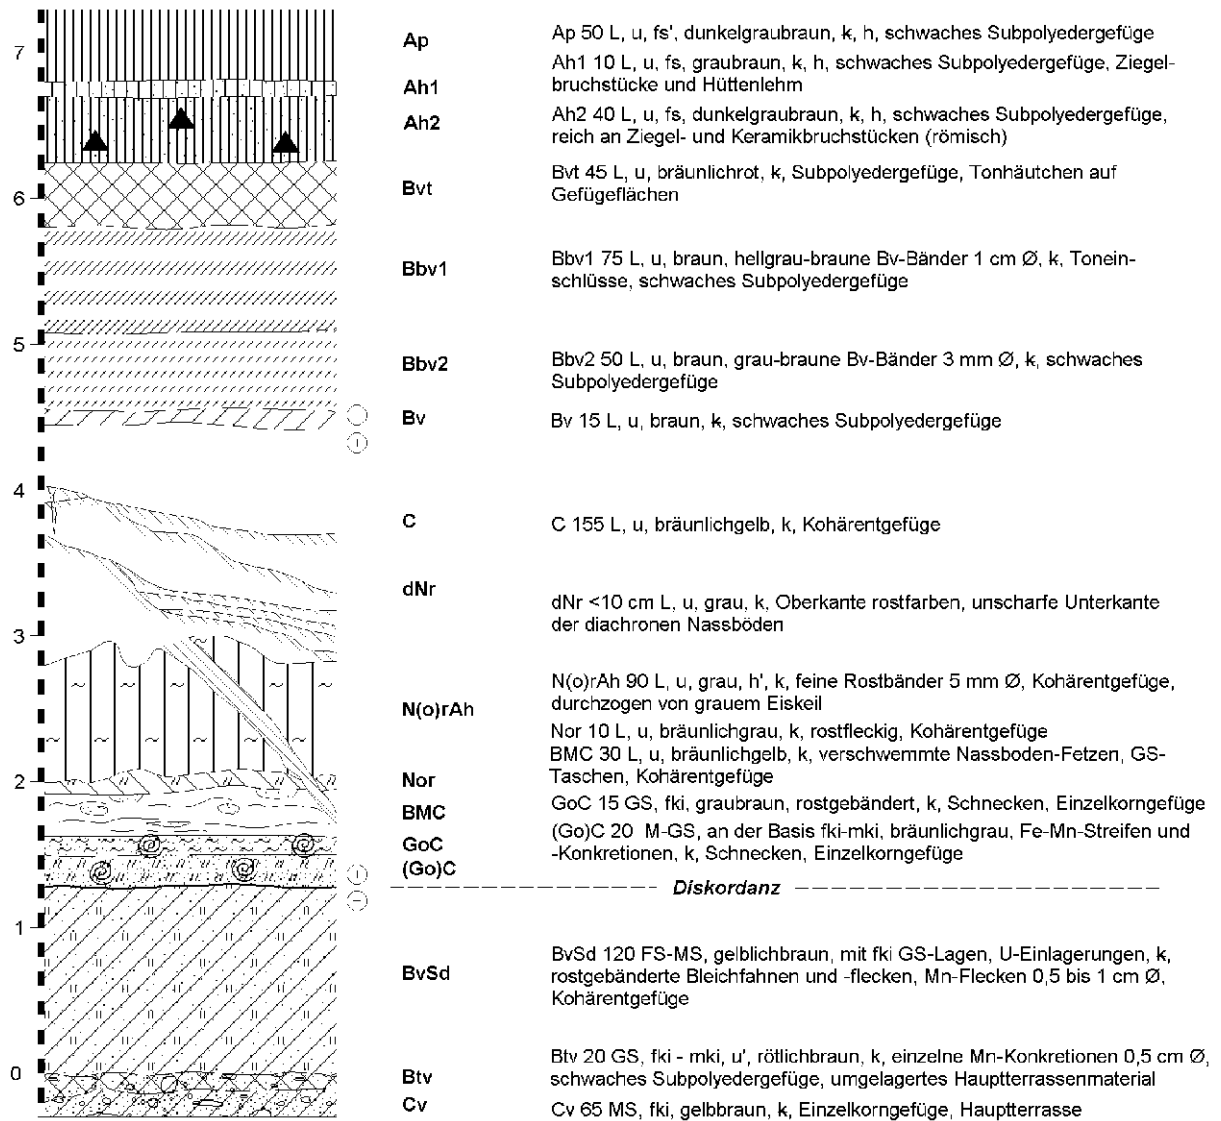 7
Ap
Ap 50 L, u, fs', dunkelgraubraun, k, h, schwaches Subpolyedergefüge
Ah1
Ah1 10 L, u, fs, graubraun, k, h, schwaches Subpolyedergefüge, Ziegel-
bruchstücke und Hüttenlehm
Ah2
Ah2 40 L, u, fs, dunkelgraubraun, k, h, schwaches Subpolyedergefüge,
reich an Ziegel- und Keramikbruchstücken (römisch)
6
Bvt
Bvt 45 L, u, bräunlichrot, k, Subpolyedergefüge, Tonhäutchen auf
Gefügeflächen
Bbv1
Bbv1 75 L, u, braun, hellgrau-braune Bv-Bänder 1 cm Ø, k, Tonein-
schlüsse, schwaches Subpolyedergefüge
5
Bbv2
Bbv2 50 L, u, braun, grau-braune Bv-Bänder 3 mm Ø, k, schwaches
Subpolyedergefüge
Bv
Bv 15 L, u, braun, k, schwaches Subpolyedergefüge
4
C
C 155 L, u, bräunlichgelb, k, Kohärentgefüge
dNr
dNr <10 cm L, u, grau, k, Oberkante rostfarben, unscharfe Unterkante
der diachronen Nassböden
3
N(o)rAh
N(o)rAh 90 L, u, grau, h', k, feine Rostbänder 5 mm Ø, Kohärentgefüge,
durchzogen von grauem Eiskeil
2
Nor
Nor 10 L, u, bräunlichgrau, k, rostfleckig, Kohärentgefüge
BMC
BMC 30 L, u, bräunlichgelb, k, verschwemmte Nassboden-Fetzen, GS-
Taschen, Kohärentgefüge
GoC
GoC 15 GS, fki, graubraun, rostgebändert, k, Schnecken, Einzelkorngefüge
(Go)C
(Go)C 20 M-GS, an der Basis fki-mki, bräunlichgrau, Fe-Mn-Streifen und
-Konkretionen, k, Schnecken, Einzelkorngefüge
Diskordanz
1
BvSd
BvSd 120 FS-MS, gelblichbraun, mit fki GS-Lagen, U-Einlagerungen, k,
rostgebänderte Bleichfahnen und -flecken, Mn-Flecken 0,5 bis 1 cm Ø,
Kohärentgefüge
0
Btv
Btv 20 GS, fki - mki, u', rötlichbraun, k, einzelne Mn-Konkretionen 0,5 cm Ø,
schwaches Subpolyedergefüge, umgelagertes Hauptterrassenmaterial
Cv
Cv 65 MS, fki, gelbbraun, k, Einzelkorngefüge, Hauptterrasse